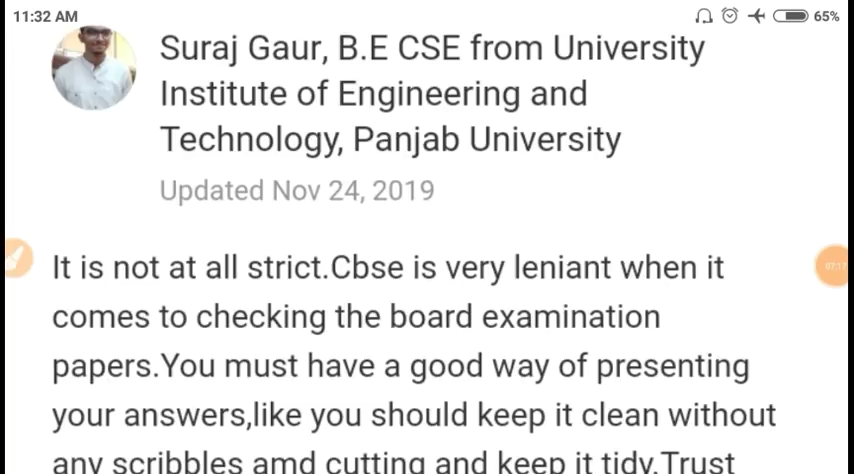 11:32 AM 65%
Suraj Gaur, B.E CSE from University
Institute of Engineering and
Technology, Panjab University
Updated Nov 24, 2019
It is not at all strict.Cbse is very leniant when it
07:17
comes to checking the board examination
papers.You must have a good way of presenting
your answers,like you should keep it clean without
any scribbles amd cutting and keep it tidy.Trust